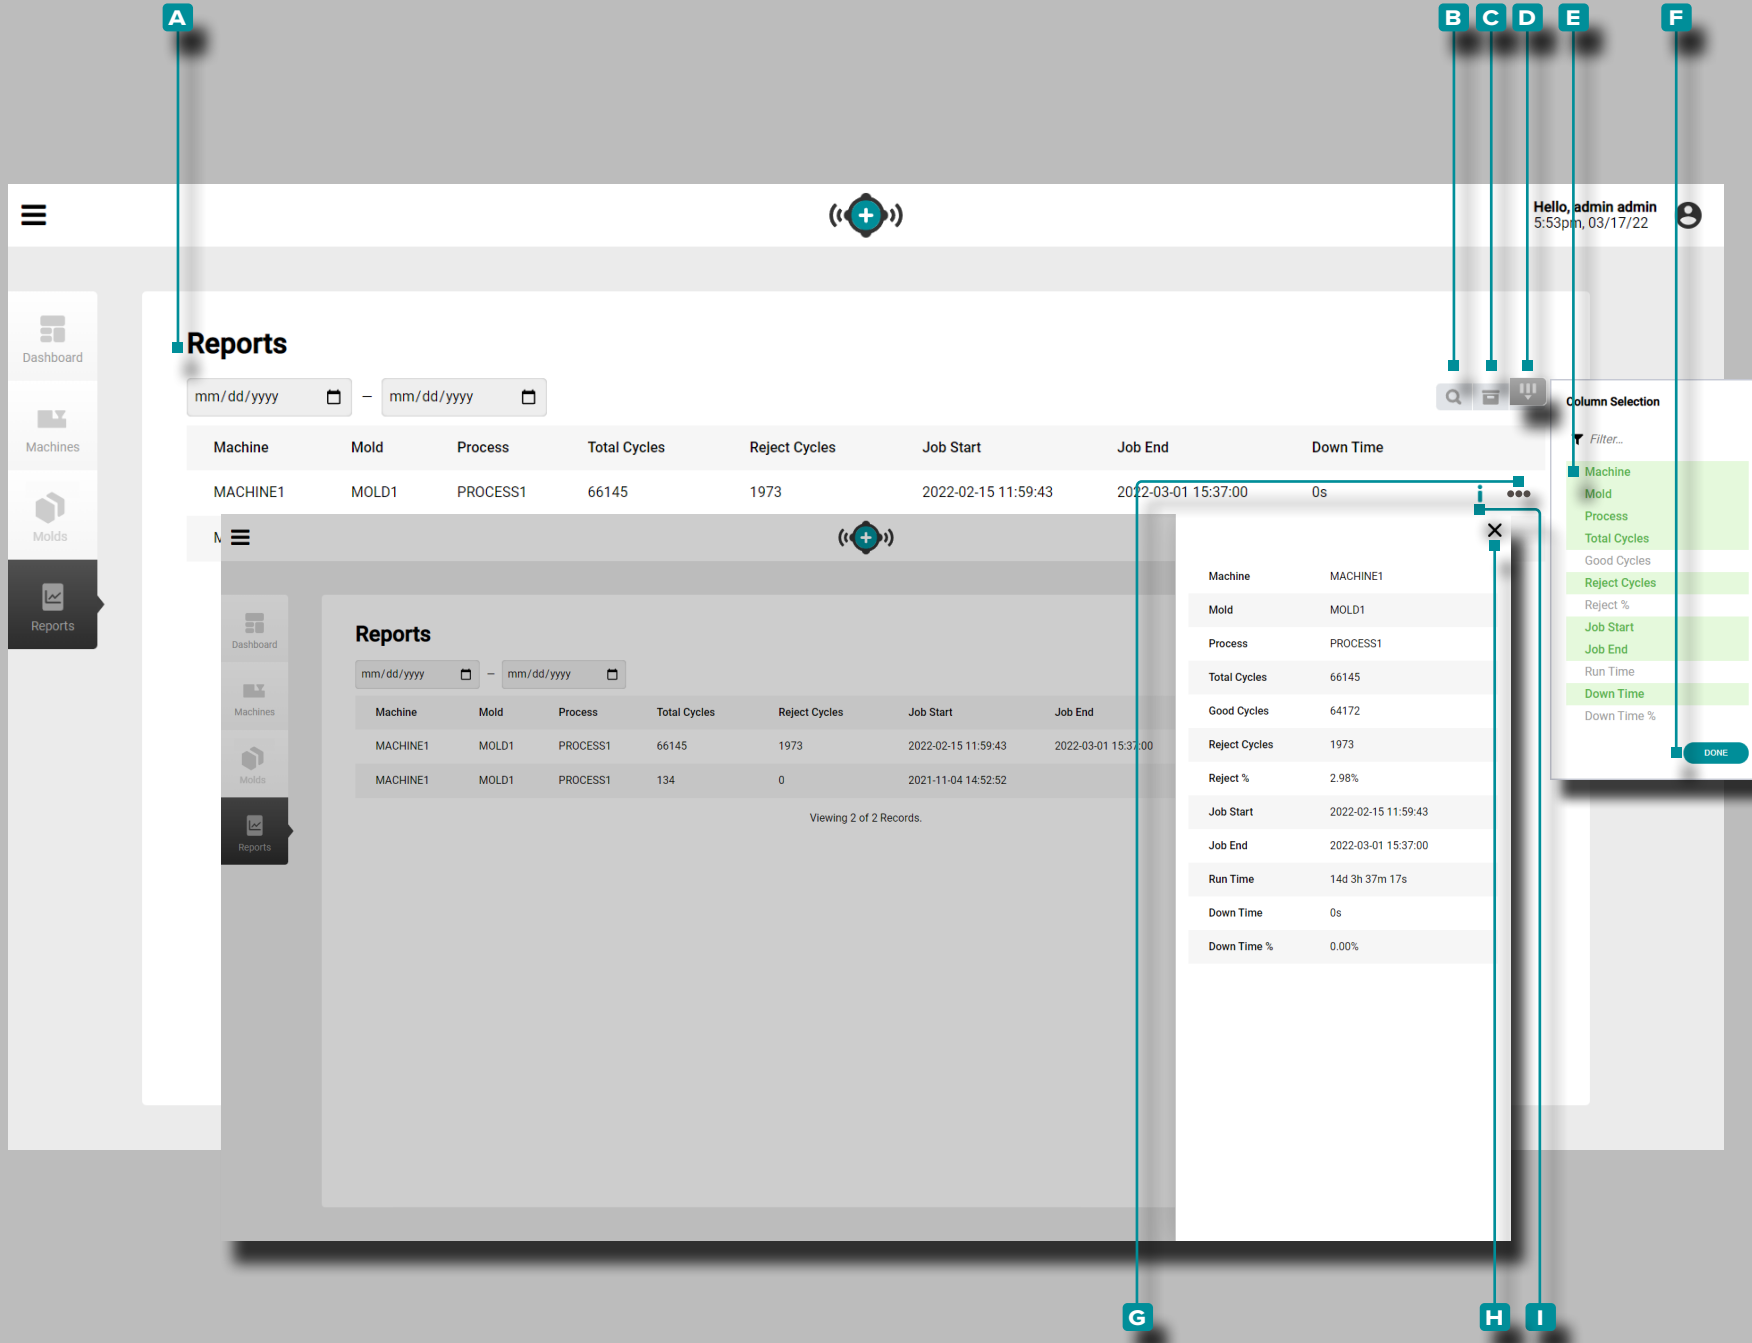 A
B C D E F
Hello, admin admin
5:53pm, 03/17/22
Dashboard
Machines
Molds
Reports
Reports
mm/dd/yyyy – mm/dd/yyyy
Machine Mold Process Total Cycles Reject Cycles Job Start Job End Down Time
MACHINE1 MOLD1 PROCESS1 66145 1973 2022-02-15 11:59:43 2022-03-01 15:37:00 0s
Column Selection
Filter...
Machine
Mold
Process
Total Cycles
Good Cycles
Reject Cycles
Reject %
Job Start
Job End
Run Time
Down Time
Down Time %
DONE
Dashboard
Machines
Molds
Reports
Reports
mm/dd/yyyy – mm/dd/yyyy
Machine Mold Process Total Cycles Reject Cycles Job Start Job End
MACHINE1 MOLD1 PROCESS1 66145 1973 2022-02-15 11:59:43 2022-03-01 15:37:00
MACHINE1 MOLD1 PROCESS1 134 0 2021-11-04 14:52:52
Viewing 2 of 2 Records.
Machine MACHINE1
Mold MOLD1
Process PROCESS1
Total Cycles 66145
Good Cycles 64172
Reject Cycles 1973
Reject % 2.98%
Job Start 2022-02-15 11:59:43
Job End 2022-03-01 15:37:00
Run Time 14d 3h 37m 17s
Down Time 0s
Down Time % 0.00%
G H I